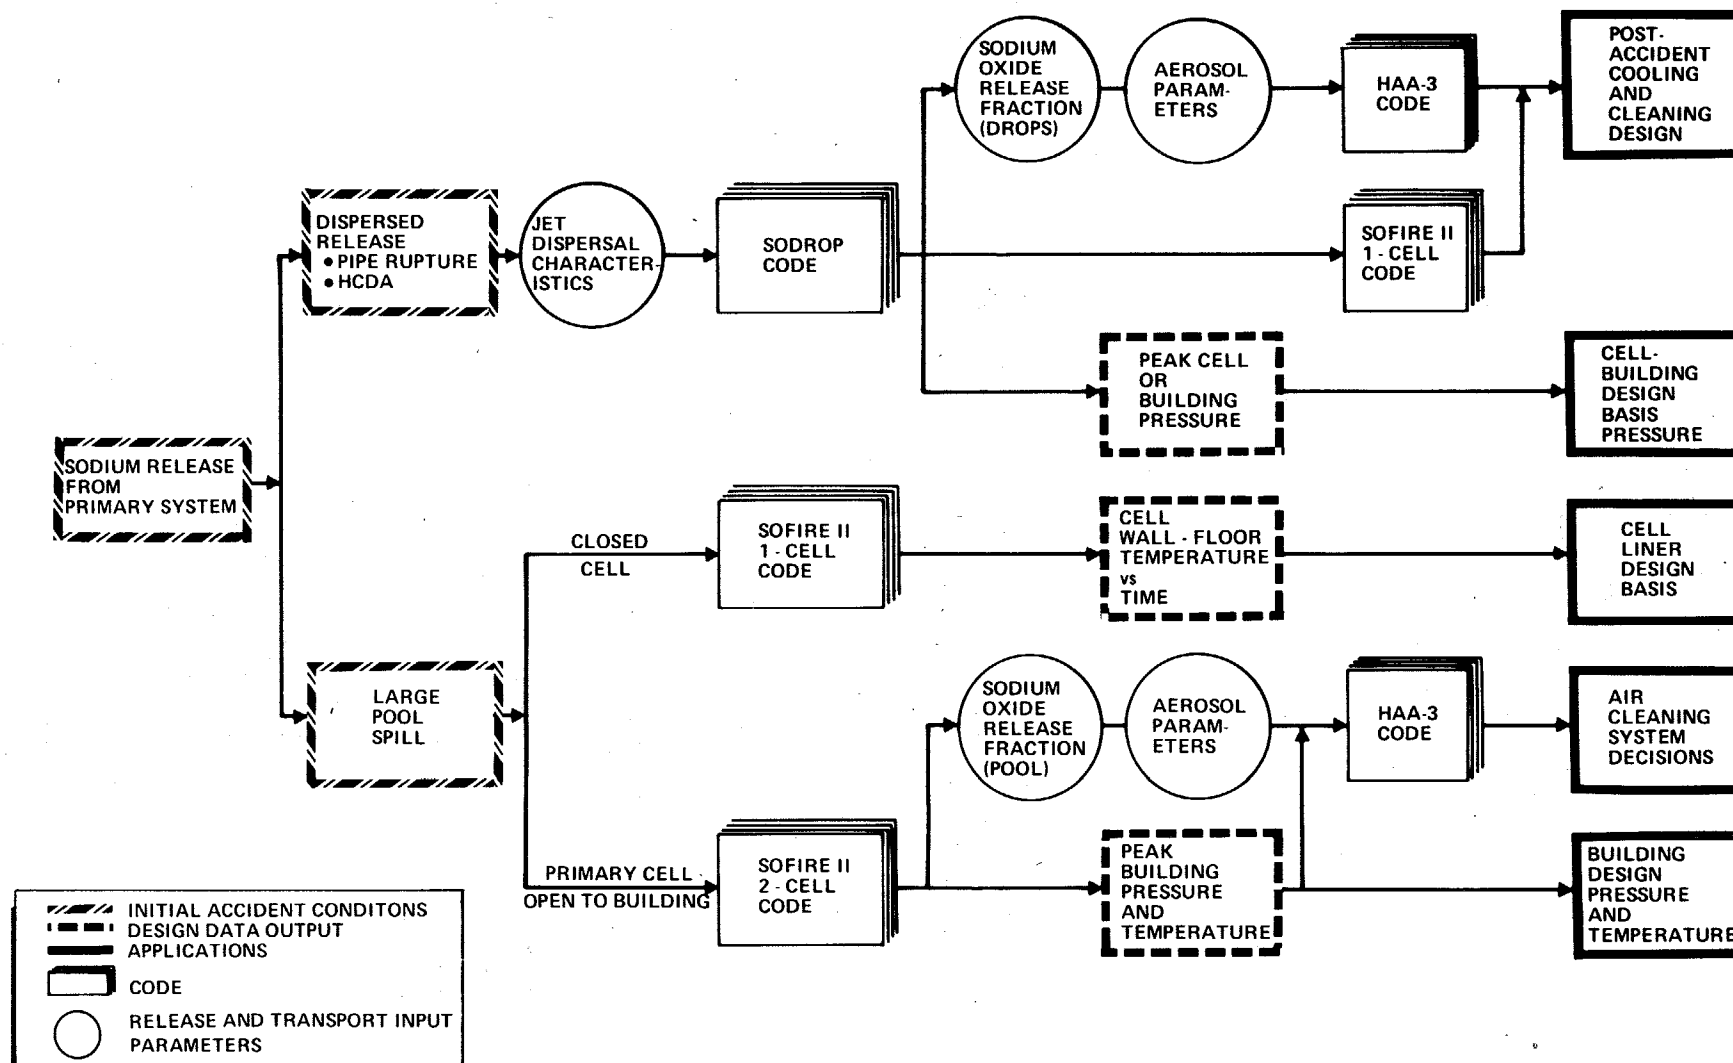 SODIUM
OXIDE
RELEASE
FRACTION
(DROPS)
AEROSOL
PARAM-
ETERS
HAA-3
CODE
POST-
ACCIDENT
COOLING
AND
CLEANING
DESIGN
DISPERSED
RELEASE
• PIPE RUPTURE
• HCDA
JET
DISPERSAL
CHARACTER-
ISTICS
SODROP
CODE
SOFIRE II
1 - CELL
CODE
PEAK CELL
OR
BUILDING
PRESSURE
CELL-
BUILDING
DESIGN
BASIS
PRESSURE
SODIUM RELEASE
FROM
PRIMARY SYSTEM
CLOSED
CELL
SOFIRE II
1 - CELL
CODE
CELL
WALL - FLOOR
TEMPERATURE
vs
TIME
CELL
LINER
DESIGN
BASIS
LARGE
POOL
SPILL
SODIUM
OXIDE
RELEASE
FRACTION
(POOL)
AEROSOL
PARAM-
ETERS
HAA-3
CODE
AIR
CLEANING
SYSTEM
DECISIONS
PRIMARY CELL
OPEN TO BUILDING
SOFIRE II
2 - CELL
CODE
PEAK
BUILDING
PRESSURE
AND
TEMPERATURE
BUILDING
DESIGN
PRESSURE
AND
TEMPERATURE
INITIAL ACCIDENT CONDITONS
DESIGN DATA OUTPUT
APPLICATIONS
CODE
RELEASE AND TRANSPORT INPUT
PARAMETERS